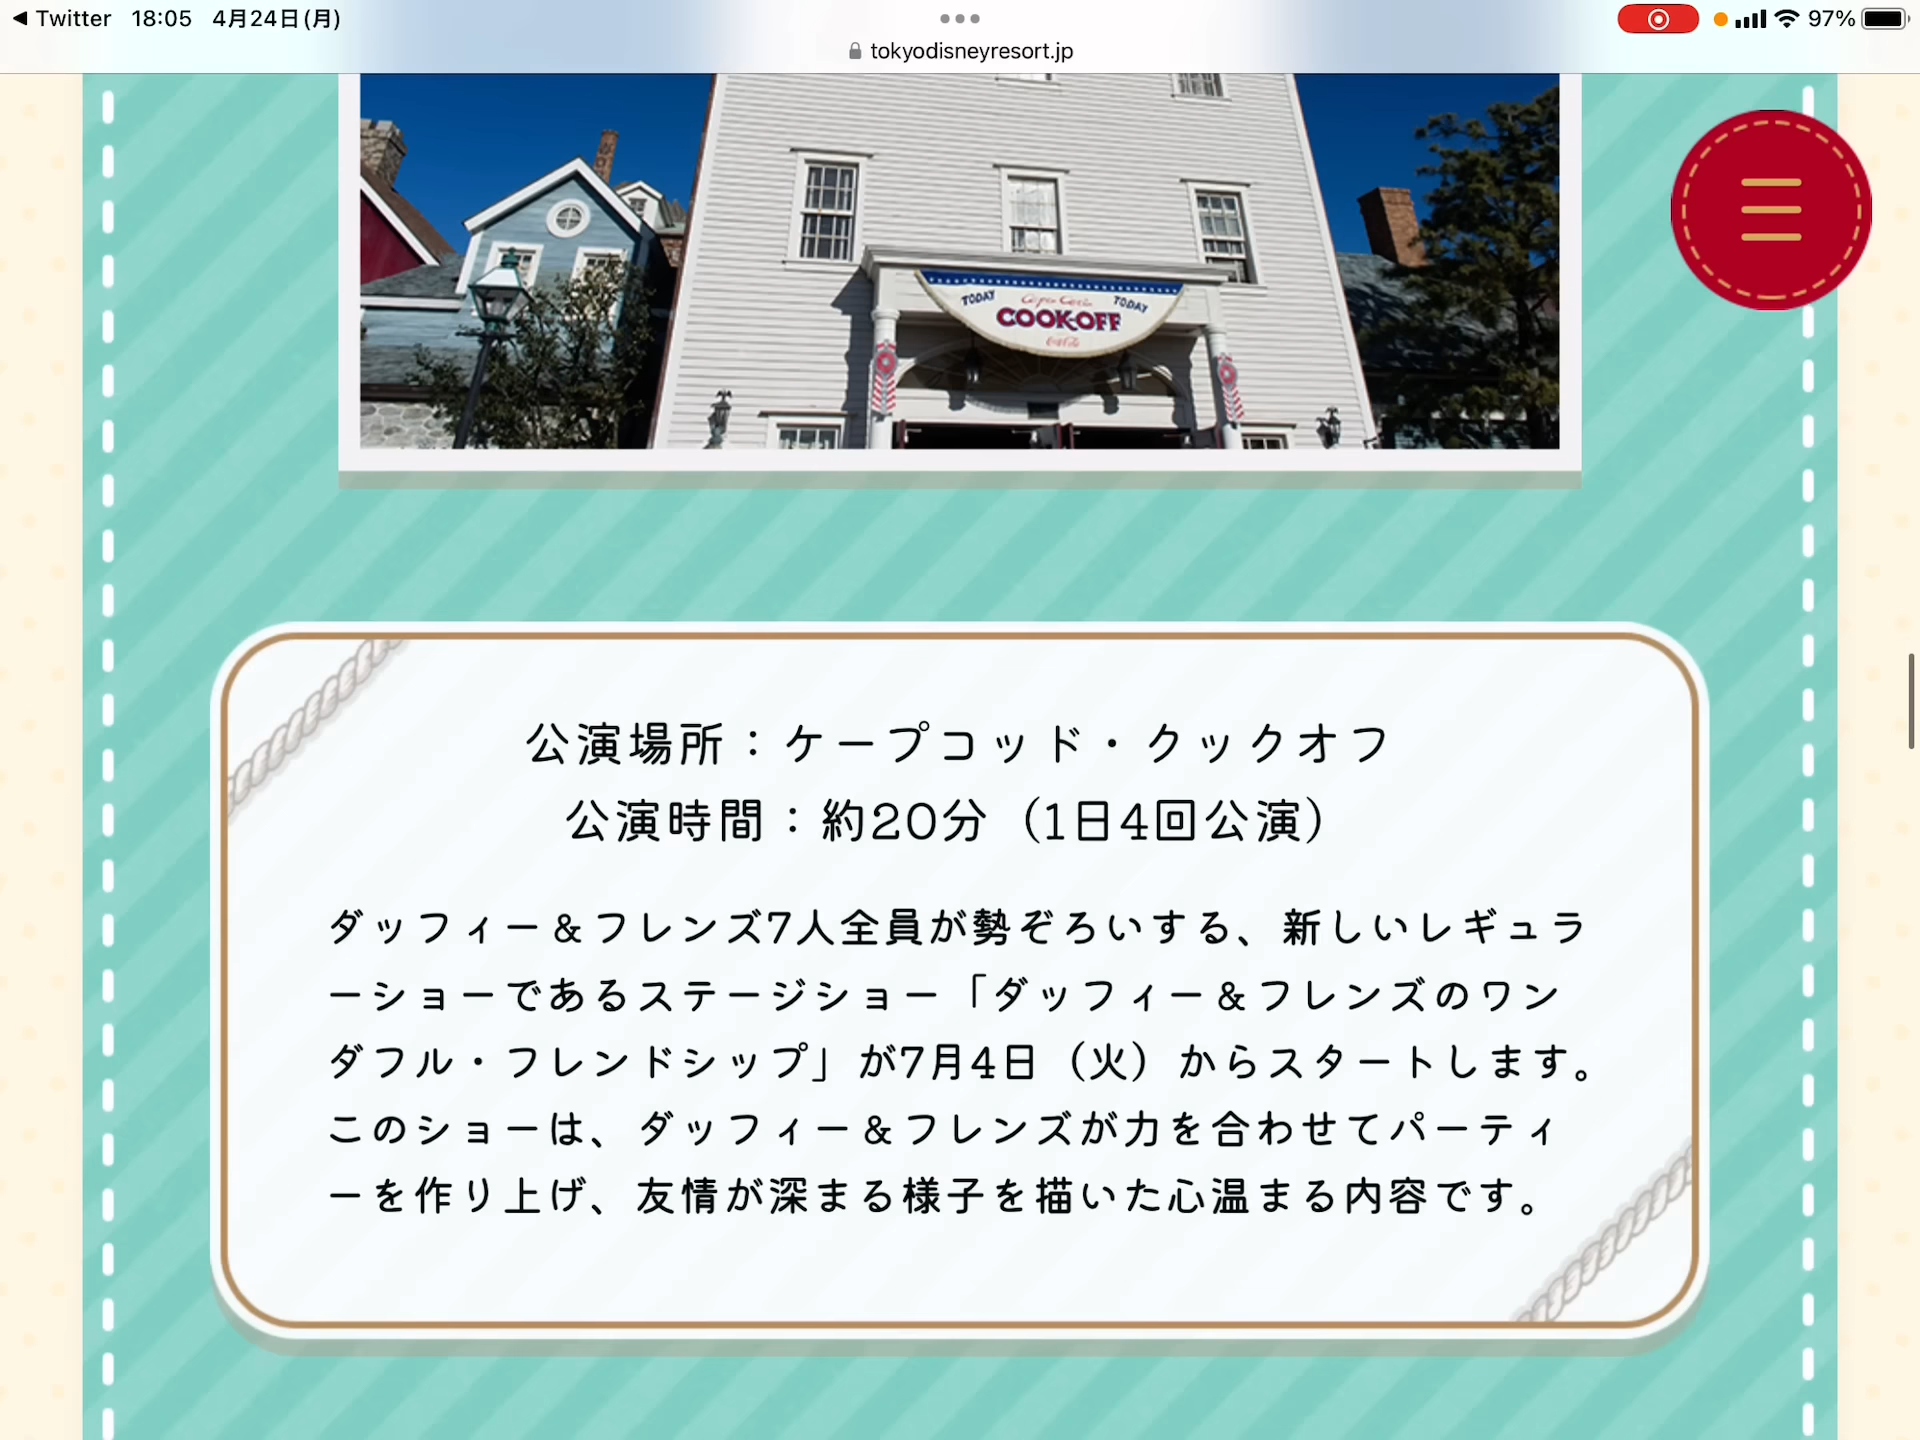 Twitter 18:05 4月24日(月)
97%
tokyodisneyresort.jp
TODAY Cape Cod TODAY
COOK-OFF
Coca-Cola
公演場所：ケープコッド・クックオフ
公演時間：約20分（1日4回公演）
ダッフィー＆フレンズ7人全員が勢ぞろいする、新しいレギュラ
ーショーであるステージショー「ダッフィー＆フレンズのワン
ダフル・フレンドシップ」が7月4日（火）からスタートします。
このショーは、ダッフィー＆フレンズが力を合わせてパーティ
ーを作り上げ、友情が深まる様子を描いた心温まる内容です。